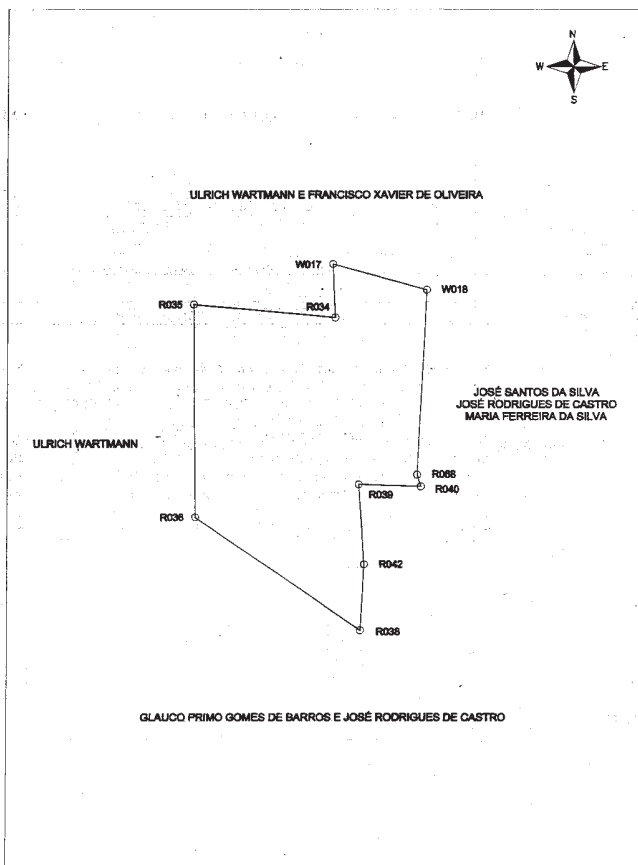 N
W E
S
ULRICH WARTMANN E FRANCISCO XAVIER DE OLIVEIRA
W017
W018
R035
R034
JOSÉ SANTOS DA SILVA
JOSÉ RODRIGUES DE CASTRO
MARIA FERREIRA DA SILVA
ULRICH WARTMANN
R068
R039
R040
R036
R042
R038
GLAUCO PRIMO GOMES DE BARROS E JOSÉ RODRIGUES DE CASTRO